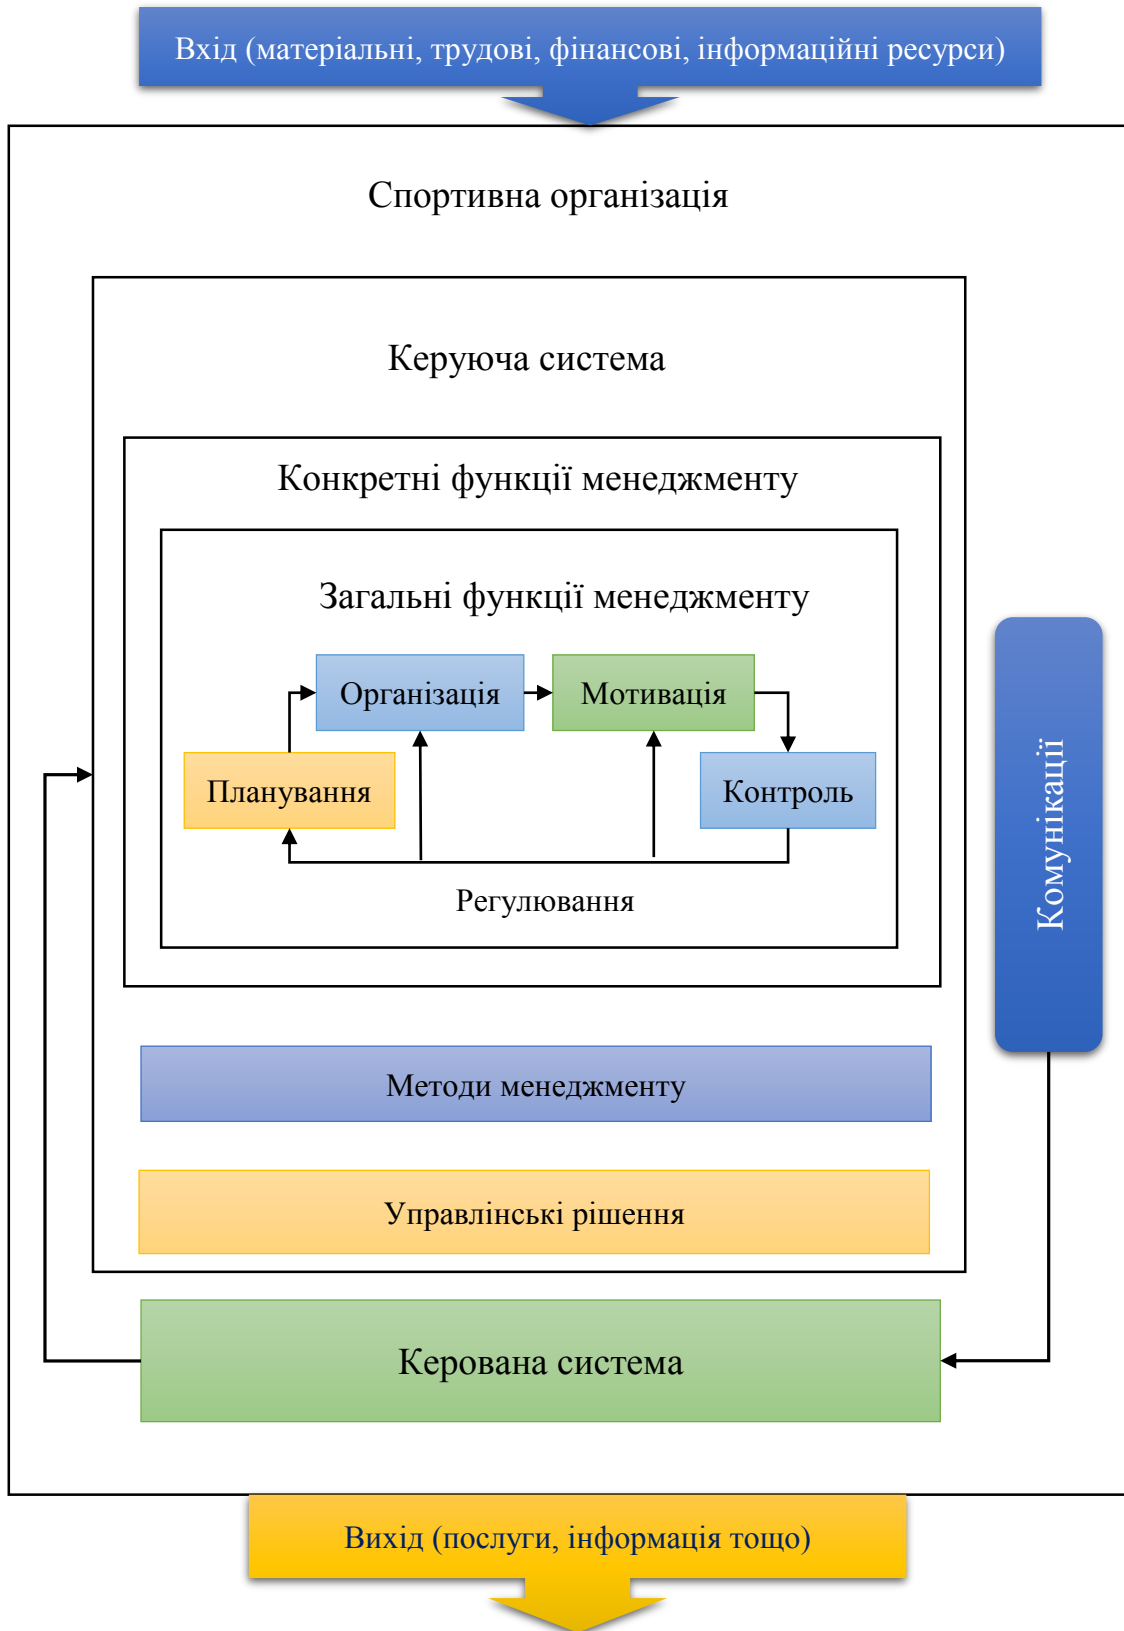 Вхід (матеріальні, трудові, фінансові, інформаційні ресурси)
Спортивна організація
Керуюча система
Конкретні функції менеджменту
Загальні функції менеджменту
Організація
Мотивація
Планування
Контроль
Регулювання
Комунікації
Методи менеджменту
Управлінські рішення
Керована система
Вихід (послуги, інформація тощо)